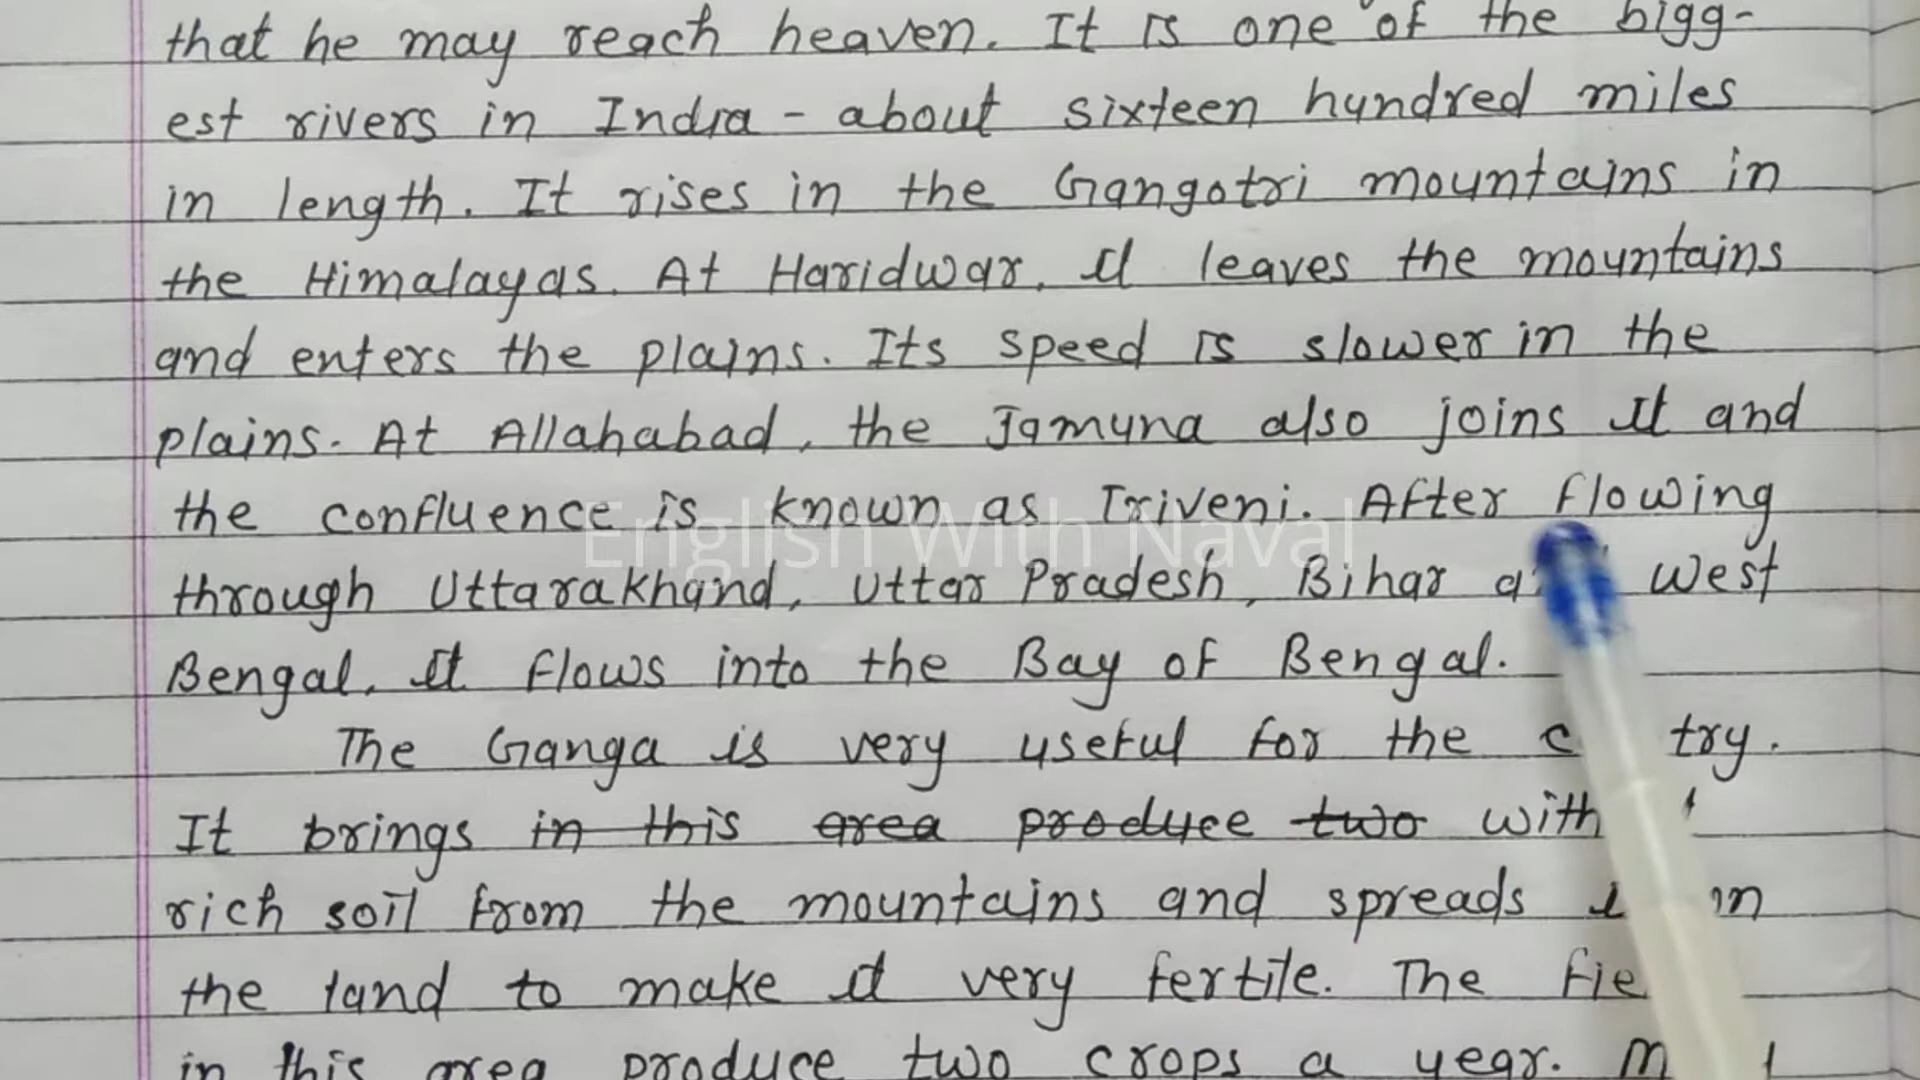 that he may reach heaven. It is one of the bigg-
est rivers in India - about sixteen hundred miles
in length. It rises in the Gangotri mountains in
the Himalayas. At Haridwar, it leaves the mountains
and enters the plains. Its speed is slower in the
plains. At Allahabad, the Jamuna also joins it and
the confluence is known as Triveni. After flowing
English With Naval
through Uttarakhand, Uttar Pradesh, Bihar West
Bengal, it flows into the Bay of Bengal.
The Ganga is very useful for the
It brings in this area produce two with
rich soil from the mountains and spreads
the land to make it very fertile. The
in this area produce two crops a year.